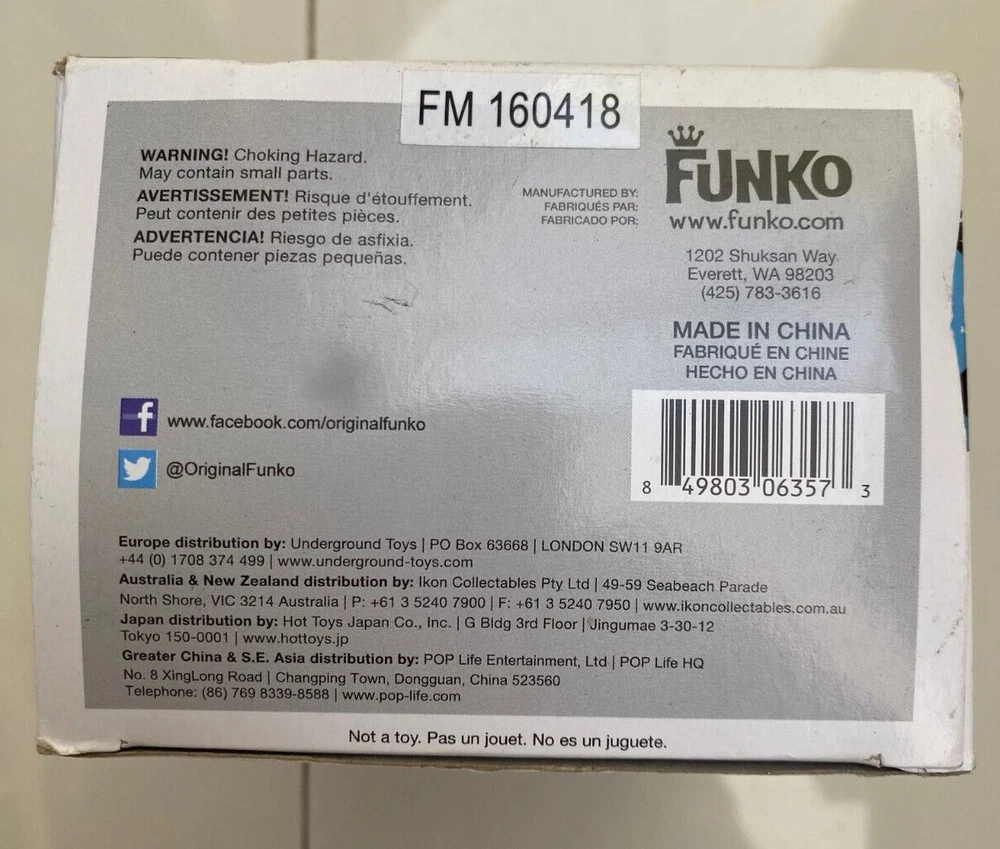 FM 160418
WARNING! Choking Hazard.
May contain small parts.
AVERTISSEMENT! Risque d'étouffement.
Peut contenir des petites pièces.
ADVERTENCIA! Riesgo de asfixia.
Puede contener piezas pequeñas.
MANUFACTURED BY:
FABRIQUÉS PAR:
FABRICADO POR:
FUNKO
www.funko.com
1202 Shuksan Way
Everett, WA 98203
(425) 783-3616
MADE IN CHINA
FABRIQUÉ EN CHINE
HECHO EN CHINA
f www.facebook.com/originalfunko
@OriginalFunko
8 49803 06357 3
Europe distribution by: Underground Toys | PO Box 63668 | LONDON SW11 9AR
+44 (0) 1708 374 499 | www.underground-toys.com
Australia & New Zealand distribution by: Ikon Collectables Pty Ltd | 49-59 Seabeach Parade
North Shore, VIC 3214 Australia | P: +61 3 5240 7900 | F: +61 3 5240 7950 | www.ikoncollectables.com.au
Japan distribution by: Hot Toys Japan Co., Inc. | G Bldg 3rd Floor | Jingumae 3-30-12
Tokyo 150-0001 | www.hottoys.jp
Greater China & S.E. Asia distribution by: POP Life Entertainment, Ltd | POP Life HQ
No. 8 XingLong Road | Changping Town, Dongguan, China 523560
Telephone: (86) 769 8339-8588 | www.pop-life.com
Not a toy. Pas un jouet. No es un juguete.